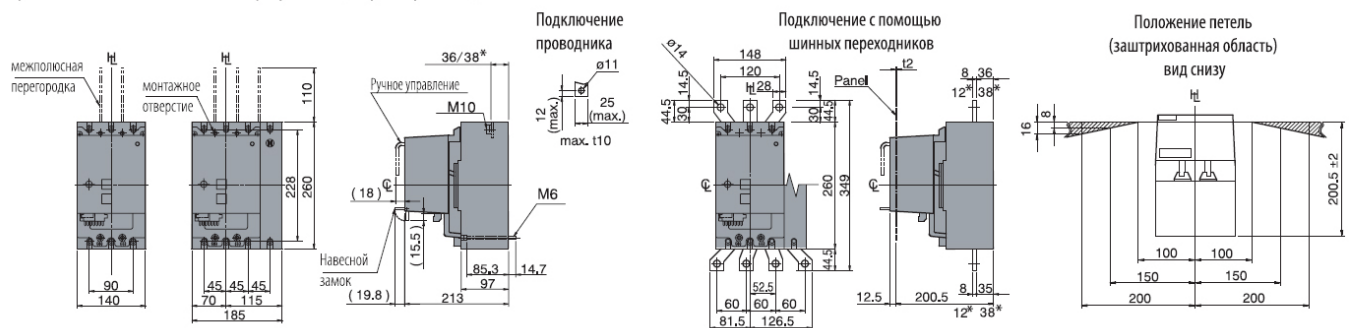 Подключение
проводника
Подключение с помощью
шинных переходников
Положение петель
(заштрихованная область)
вид снизу
межполюсная
перегородка
монтажное
отверстие
110
228
260
90
140
45 45 45
70 115
185
Ручное управление
36/38*
M10
M6
(18)
(15.5)
Навесной
замок
(19.8)
213
85.3
14.7
97
ø11
12
(max.)
25
(max.)
max. t10
ø14
148
120
28
14.5
44.5
30
14.5
30
44.5
260
349
44.5
52.5
60 60 60
81.5 126.5
t2
Panel
8 36
12* 38*
12.5 200.5
8 35
12* 38*
8
16
200.5 ±2
100 100
150 150
200 200